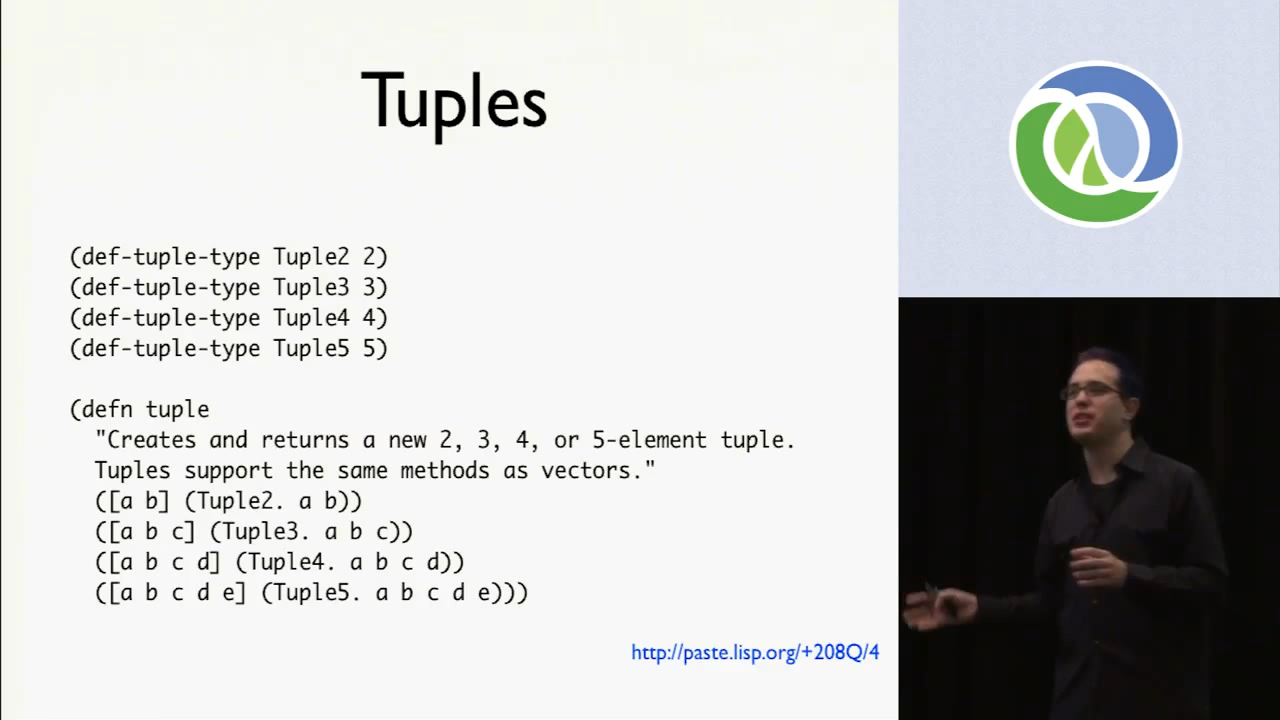 Tuples
(def-tuple-type Tuple2 2)
(def-tuple-type Tuple3 3)
(def-tuple-type Tuple4 4)
(def-tuple-type Tuple5 5)
(defn tuple
"Creates and returns a new 2, 3, 4, or 5-element tuple.
Tuples support the same methods as vectors."
([a b] (Tuple2. a b))
([a b c] (Tuple3. a b c))
([a b c d] (Tuple4. a b c d))
([a b c d e] (Tuple5. a b c d e)))
http://paste.lisp.org/+208Q/4